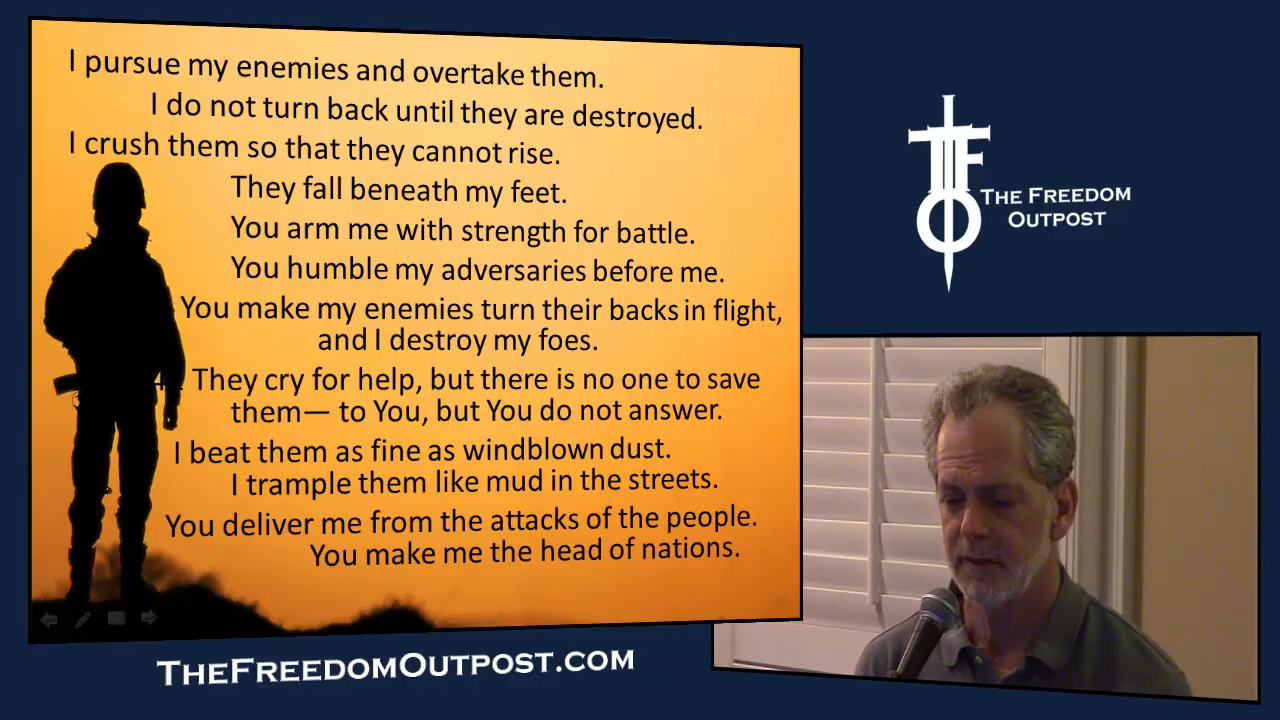 I pursue my enemies and overtake them.
I do not turn back until they are destroyed.
I crush them so that they cannot rise.
They fall beneath my feet.
You arm me with strength for battle.
You humble my adversaries before me.
You make my enemies turn their backs in flight,
and I destroy my foes.
They cry for help, but there is no one to save
them— to You, but You do not answer.
I beat them as fine as windblown dust.
I trample them like mud in the streets.
You deliver me from the attacks of the people.
You make me the head of nations.
TFO
THE FREEDOM
OUTPOST
THEFREEDOMOUTPOST.COM